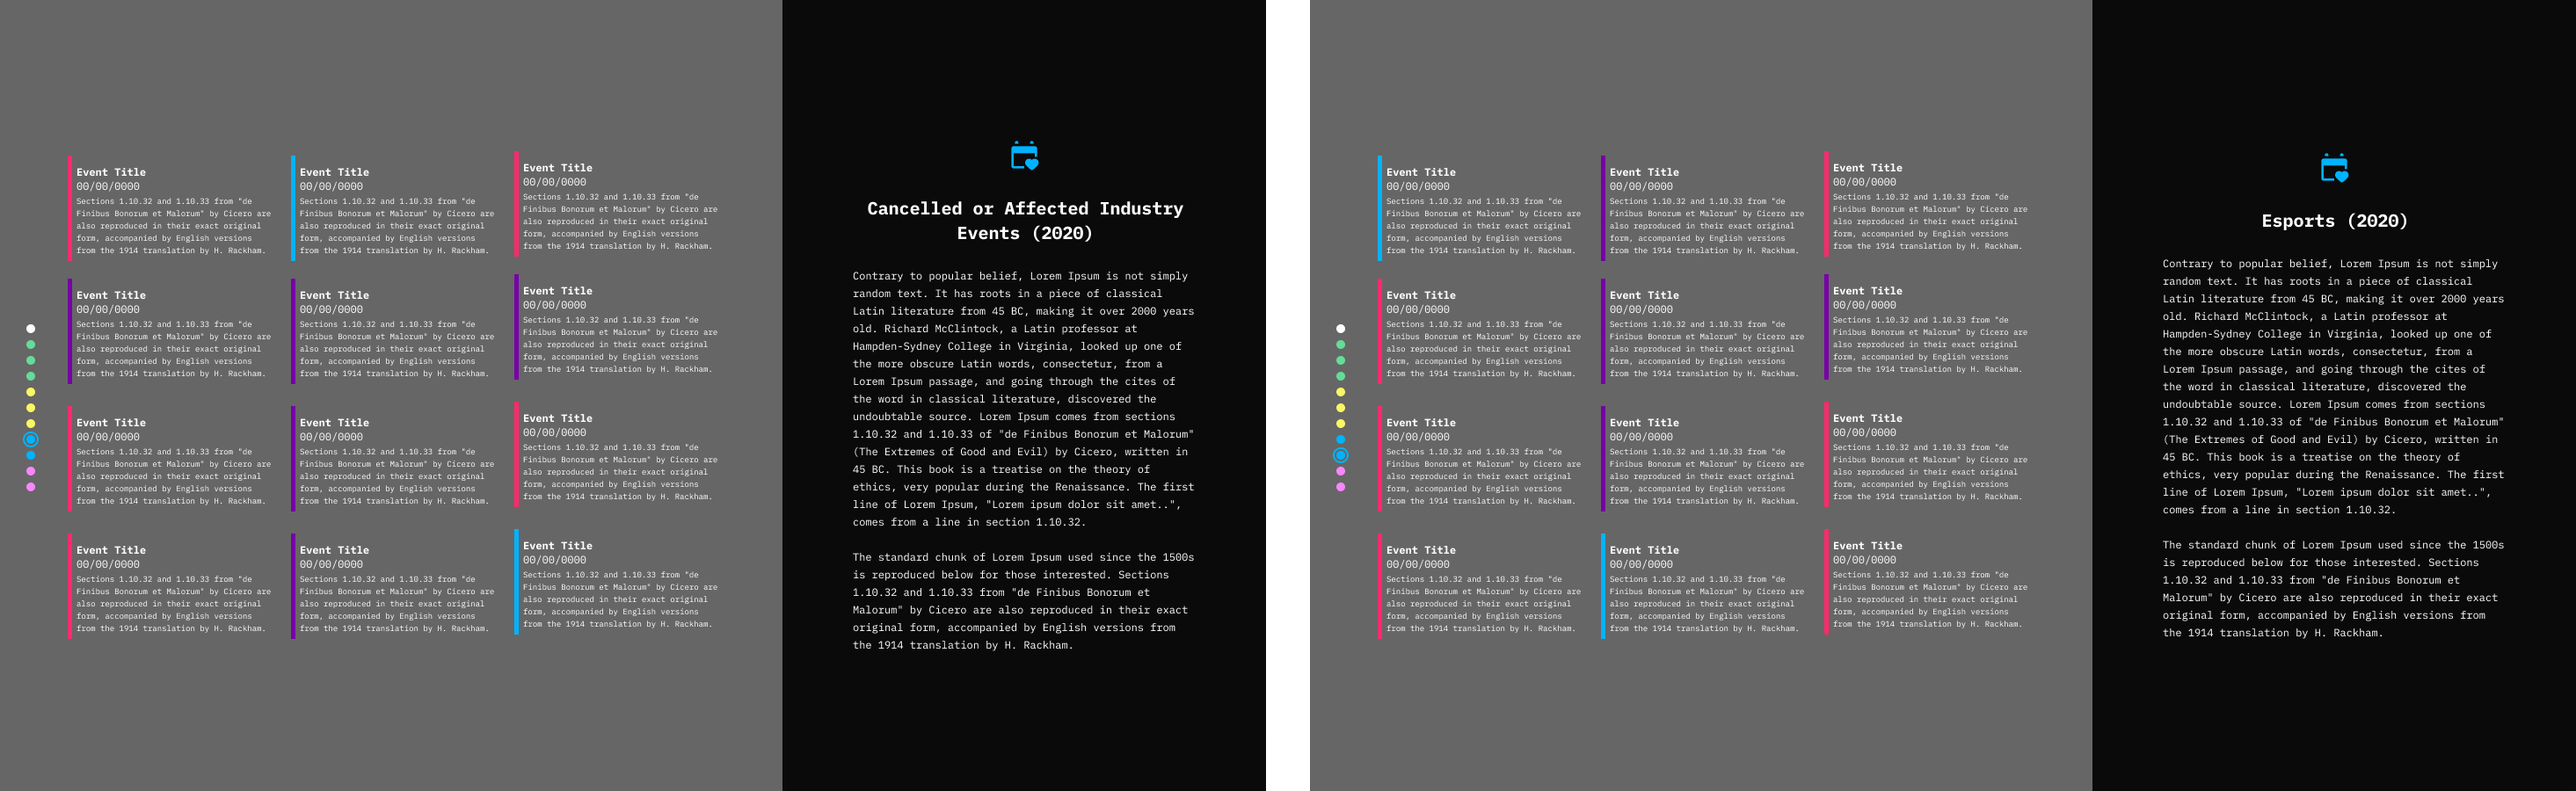 Event Title
00/00/0000
Sections 1.10.32 and 1.10.33 from "de
Finibus Bonorum et Malorum" by Cicero are
also reproduced in their exact original
form, accompanied by English versions
from the 1914 translation by H. Rackham.
Event Title
00/00/0000
Sections 1.10.32 and 1.10.33 from "de
Finibus Bonorum et Malorum" by Cicero are
also reproduced in their exact original
form, accompanied by English versions
from the 1914 translation by H. Rackham.
Event Title
00/00/0000
Sections 1.10.32 and 1.10.33 from "de
Finibus Bonorum et Malorum" by Cicero are
also reproduced in their exact original
form, accompanied by English versions
from the 1914 translation by H. Rackham.
Event Title
00/00/0000
Sections 1.10.32 and 1.10.33 from "de
Finibus Bonorum et Malorum" by Cicero are
also reproduced in their exact original
form, accompanied by English versions
from the 1914 translation by H. Rackham.
Event Title
00/00/0000
Sections 1.10.32 and 1.10.33 from "de
Finibus Bonorum et Malorum" by Cicero are
also reproduced in their exact original
form, accompanied by English versions
from the 1914 translation by H. Rackham.
Event Title
00/00/0000
Sections 1.10.32 and 1.10.33 from "de
Finibus Bonorum et Malorum" by Cicero are
also reproduced in their exact original
form, accompanied by English versions
from the 1914 translation by H. Rackham.
Event Title
00/00/0000
Sections 1.10.32 and 1.10.33 from "de
Finibus Bonorum et Malorum" by Cicero are
also reproduced in their exact original
form, accompanied by English versions
from the 1914 translation by H. Rackham.
Event Title
00/00/0000
Sections 1.10.32 and 1.10.33 from "de
Finibus Bonorum et Malorum" by Cicero are
also reproduced in their exact original
form, accompanied by English versions
from the 1914 translation by H. Rackham.
Event Title
00/00/0000
Sections 1.10.32 and 1.10.33 from "de
Finibus Bonorum et Malorum" by Cicero are
also reproduced in their exact original
form, accompanied by English versions
from the 1914 translation by H. Rackham.
Event Title
00/00/0000
Sections 1.10.32 and 1.10.33 from "de
Finibus Bonorum et Malorum" by Cicero are
also reproduced in their exact original
form, accompanied by English versions
from the 1914 translation by H. Rackham.
Event Title
00/00/0000
Sections 1.10.32 and 1.10.33 from "de
Finibus Bonorum et Malorum" by Cicero are
also reproduced in their exact original
form, accompanied by English versions
from the 1914 translation by H. Rackham.
Event Title
00/00/0000
Sections 1.10.32 and 1.10.33 from "de
Finibus Bonorum et Malorum" by Cicero are
also reproduced in their exact original
form, accompanied by English versions
from the 1914 translation by H. Rackham.
Cancelled or Affected Industry
Events (2020)
Contrary to popular belief, Lorem Ipsum is not simply
random text. It has roots in a piece of classical
Latin literature from 45 BC, making it over 2000 years
old. Richard McClintock, a Latin professor at
Hampden-Sydney College in Virginia, looked up one of
the more obscure Latin words, consectetur, from a
Lorem Ipsum passage, and going through the cites of
the word in classical literature, discovered the
undoubtable source. Lorem Ipsum comes from sections
1.10.32 and 1.10.33 of "de Finibus Bonorum et Malorum"
(The Extremes of Good and Evil) by Cicero, written in
45 BC. This book is a treatise on the theory of
ethics, very popular during the Renaissance. The first
line of Lorem Ipsum, "Lorem ipsum dolor sit amet..",
comes from a line in section 1.10.32.
The standard chunk of Lorem Ipsum used since the 1500s
is reproduced below for those interested. Sections
1.10.32 and 1.10.33 from "de Finibus Bonorum et
Malorum" by Cicero are also reproduced in their exact
original form, accompanied by English versions from
the 1914 translation by H. Rackham.
Event Title
00/00/0000
Sections 1.10.32 and 1.10.33 from "de
Finibus Bonorum et Malorum" by Cicero are
also reproduced in their exact original
form, accompanied by English versions
from the 1914 translation by H. Rackham.
Event Title
00/00/0000
Sections 1.10.32 and 1.10.33 from "de
Finibus Bonorum et Malorum" by Cicero are
also reproduced in their exact original
form, accompanied by English versions
from the 1914 translation by H. Rackham.
Event Title
00/00/0000
Sections 1.10.32 and 1.10.33 from "de
Finibus Bonorum et Malorum" by Cicero are
also reproduced in their exact original
form, accompanied by English versions
from the 1914 translation by H. Rackham.
Event Title
00/00/0000
Sections 1.10.32 and 1.10.33 from "de
Finibus Bonorum et Malorum" by Cicero are
also reproduced in their exact original
form, accompanied by English versions
from the 1914 translation by H. Rackham.
Event Title
00/00/0000
Sections 1.10.32 and 1.10.33 from "de
Finibus Bonorum et Malorum" by Cicero are
also reproduced in their exact original
form, accompanied by English versions
from the 1914 translation by H. Rackham.
Event Title
00/00/0000
Sections 1.10.32 and 1.10.33 from "de
Finibus Bonorum et Malorum" by Cicero are
also reproduced in their exact original
form, accompanied by English versions
from the 1914 translation by H. Rackham.
Event Title
00/00/0000
Sections 1.10.32 and 1.10.33 from "de
Finibus Bonorum et Malorum" by Cicero are
also reproduced in their exact original
form, accompanied by English versions
from the 1914 translation by H. Rackham.
Event Title
00/00/0000
Sections 1.10.32 and 1.10.33 from "de
Finibus Bonorum et Malorum" by Cicero are
also reproduced in their exact original
form, accompanied by English versions
from the 1914 translation by H. Rackham.
Event Title
00/00/0000
Sections 1.10.32 and 1.10.33 from "de
Finibus Bonorum et Malorum" by Cicero are
also reproduced in their exact original
form, accompanied by English versions
from the 1914 translation by H. Rackham.
Event Title
00/00/0000
Sections 1.10.32 and 1.10.33 from "de
Finibus Bonorum et Malorum" by Cicero are
also reproduced in their exact original
form, accompanied by English versions
from the 1914 translation by H. Rackham.
Event Title
00/00/0000
Sections 1.10.32 and 1.10.33 from "de
Finibus Bonorum et Malorum" by Cicero are
also reproduced in their exact original
form, accompanied by English versions
from the 1914 translation by H. Rackham.
Event Title
00/00/0000
Sections 1.10.32 and 1.10.33 from "de
Finibus Bonorum et Malorum" by Cicero are
also reproduced in their exact original
form, accompanied by English versions
from the 1914 translation by H. Rackham.
Esports (2020)
Contrary to popular belief, Lorem Ipsum is not simply
random text. It has roots in a piece of classical
Latin literature from 45 BC, making it over 2000 years
old. Richard McClintock, a Latin professor at
Hampden-Sydney College in Virginia, looked up one of
the more obscure Latin words, consectetur, from a
Lorem Ipsum passage, and going through the cites of
the word in classical literature, discovered the
undoubtable source. Lorem Ipsum comes from sections
1.10.32 and 1.10.33 of "de Finibus Bonorum et Malorum"
(The Extremes of Good and Evil) by Cicero, written in
45 BC. This book is a treatise on the theory of
ethics, very popular during the Renaissance. The first
line of Lorem Ipsum, "Lorem ipsum dolor sit amet..",
comes from a line in section 1.10.32.
The standard chunk of Lorem Ipsum used since the 1500s
is reproduced below for those interested. Sections
1.10.32 and 1.10.33 from "de Finibus Bonorum et
Malorum" by Cicero are also reproduced in their exact
original form, accompanied by English versions from
the 1914 translation by H. Rackham.